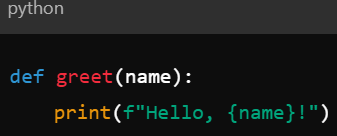 python
def greet(name):
    print(f"Hello, {name}!")